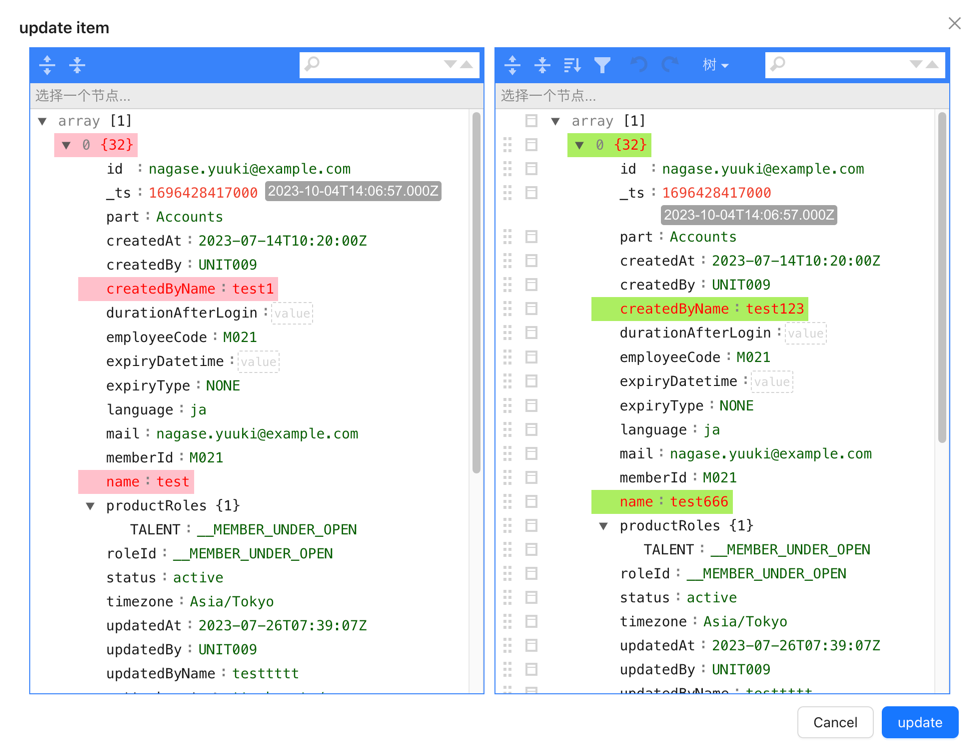 update item
选择一个节点...
array [1]
0 {32}
id : nagase.yuuki@example.com
_ts : 1696428417000 2023-10-04T14:06:57.000Z
part : Accounts
createdAt : 2023-07-14T10:20:00Z
createdBy : UNIT009
createdByName : test1
durationAfterLogin : value
employeeCode : M021
expiryDatetime : value
expiryType : NONE
language : ja
mail : nagase.yuuki@example.com
memberId : M021
name : test
productRoles {1}
TALENT : __MEMBER_UNDER_OPEN
roleId : __MEMBER_UNDER_OPEN
status : active
timezone : Asia/Tokyo
updatedAt : 2023-07-26T07:39:07Z
updatedBy : UNIT009
updatedByName : testtttt
树
选择一个节点...
array [1]
0 {32}
id : nagase.yuuki@example.com
_ts : 1696428417000
2023-10-04T14:06:57.000Z
part : Accounts
createdAt : 2023-07-14T10:20:00Z
createdBy : UNIT009
createdByName : test123
durationAfterLogin : value
employeeCode : M021
expiryDatetime : value
expiryType : NONE
language : ja
mail : nagase.yuuki@example.com
memberId : M021
name : test666
productRoles {1}
TALENT : __MEMBER_UNDER_OPEN
roleId : __MEMBER_UNDER_OPEN
status : active
timezone : Asia/Tokyo
updatedAt : 2023-07-26T07:39:07Z
updatedBy : UNIT009
updatedByName : testtttt
Cancel
update